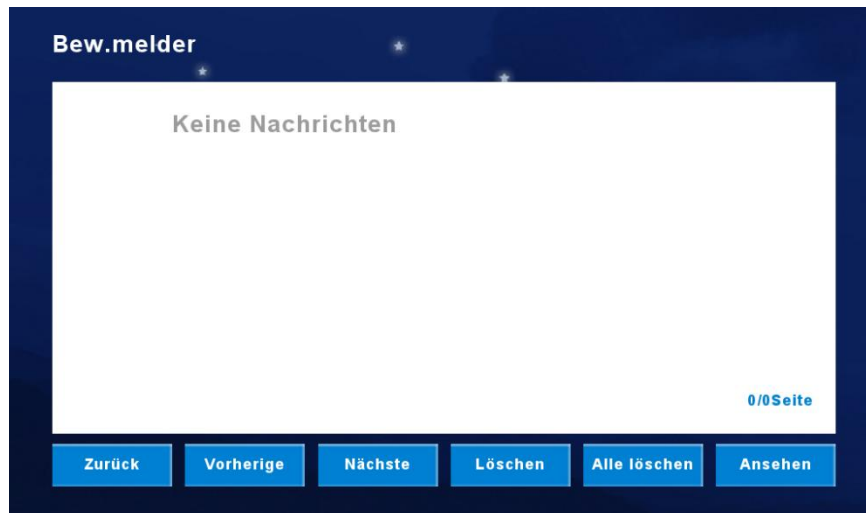 Bew.melder
Keine Nachrichten
0/0Seite
Zurück Vorherige Nächste Löschen Alle löschen Ansehen